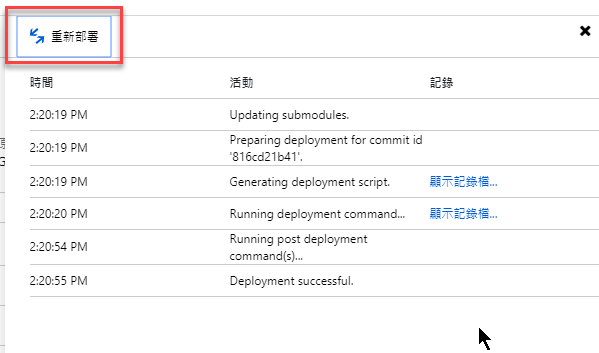 重新部署
時間 活動 記錄
2:20:19 PM Updating submodules.
2:20:19 PM Preparing deployment for commit id
'816cd21b41'.
2:20:19 PM Generating deployment script. 顯示記錄檔...
2:20:20 PM Running deployment command... 顯示記錄檔...
2:20:54 PM Running post deployment
command(s)...
2:20:55 PM Deployment successful.